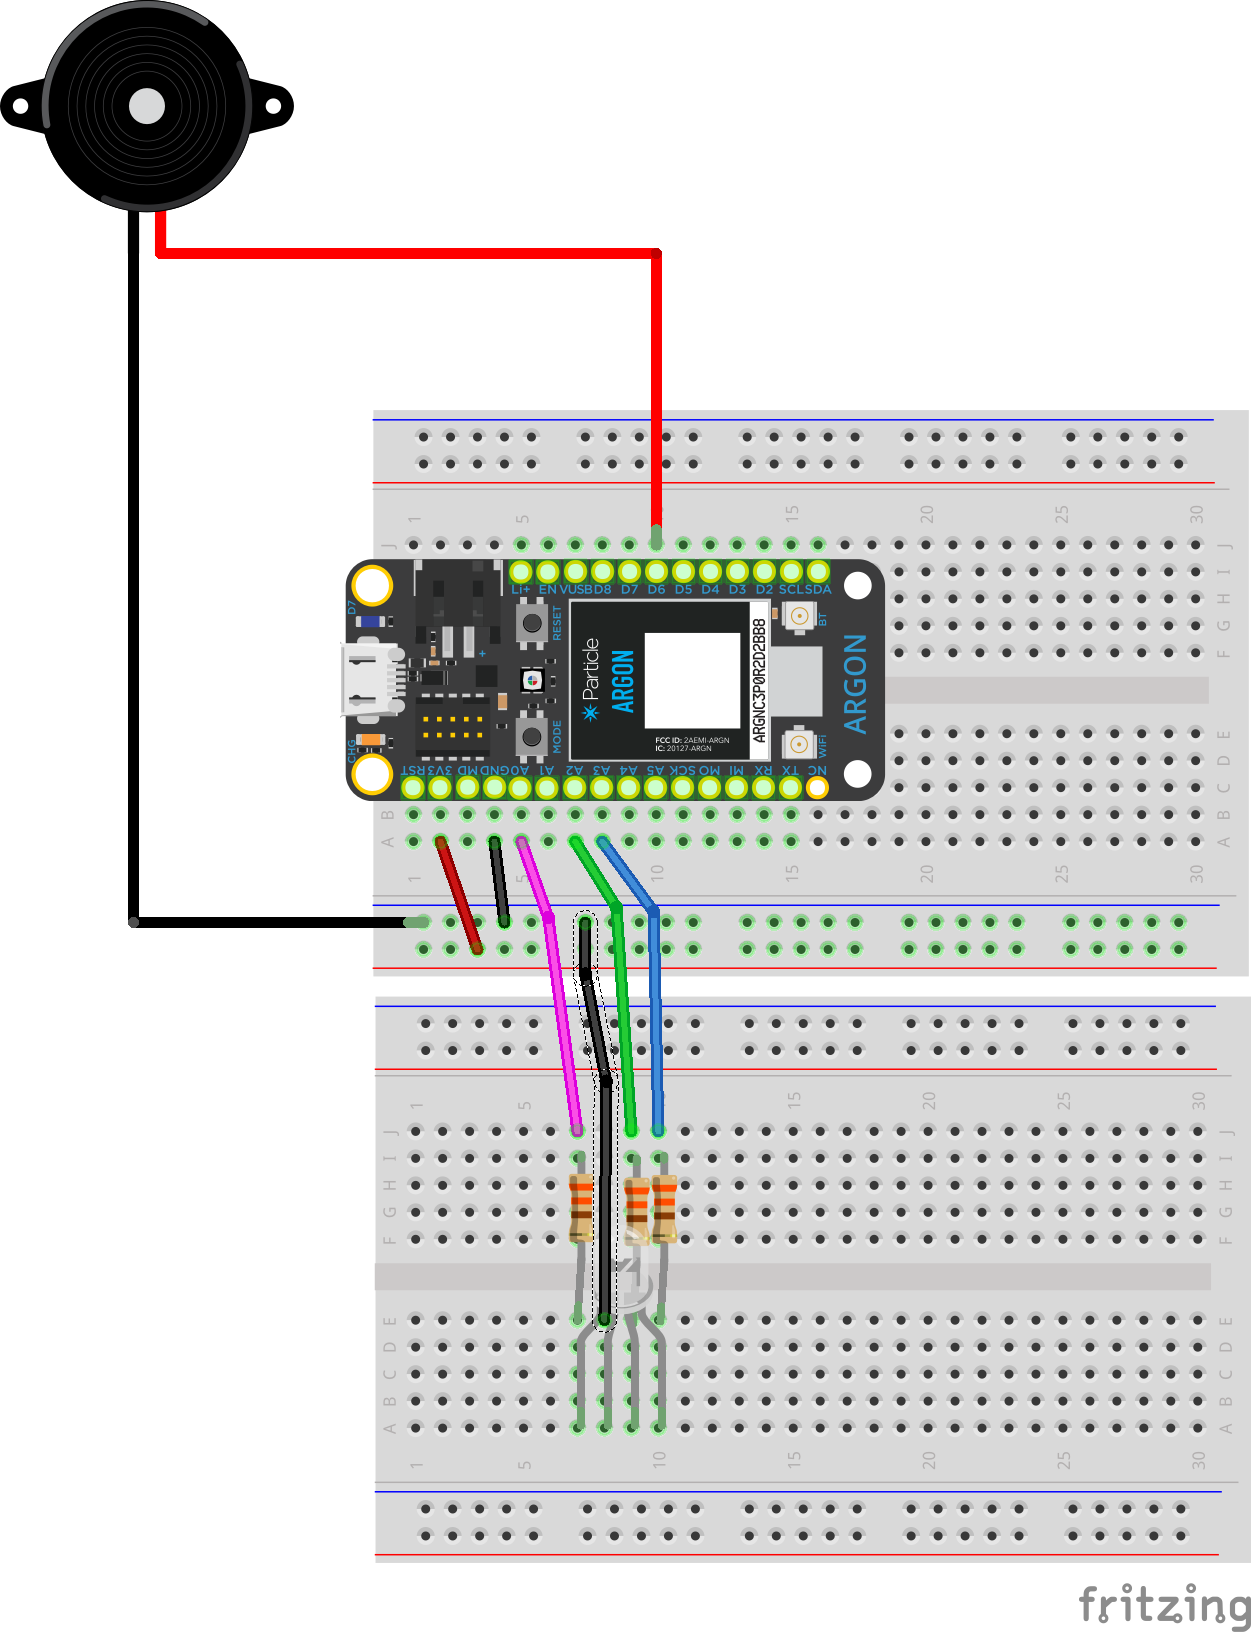 1 5 10 15 20 25 30
J J
I
H
G
F
Li+ EN VUSB D8 D7 D6 D5 D4 D3 D2 SCL SDA
D7
RESET
BT
+
Particle
ARGON
ARGNC3P0R2D2BB8
ARGON
FCC ID: 2AEMI-ARGN
IC: 20127-ARGN
MODE
WiFi
CHG
RST 3V3 MD GND A0 A1 A2 A3 A4 A5 SCK MO MI RX TX NC
E
D
C
B B
A A
1 5 10 15 20 25 30
1 5 15 20 25 30
J J
I I
H H
G G
F F
E E
D D
C C
B B
A A
1 5 10 15 20 25 30
fritzing